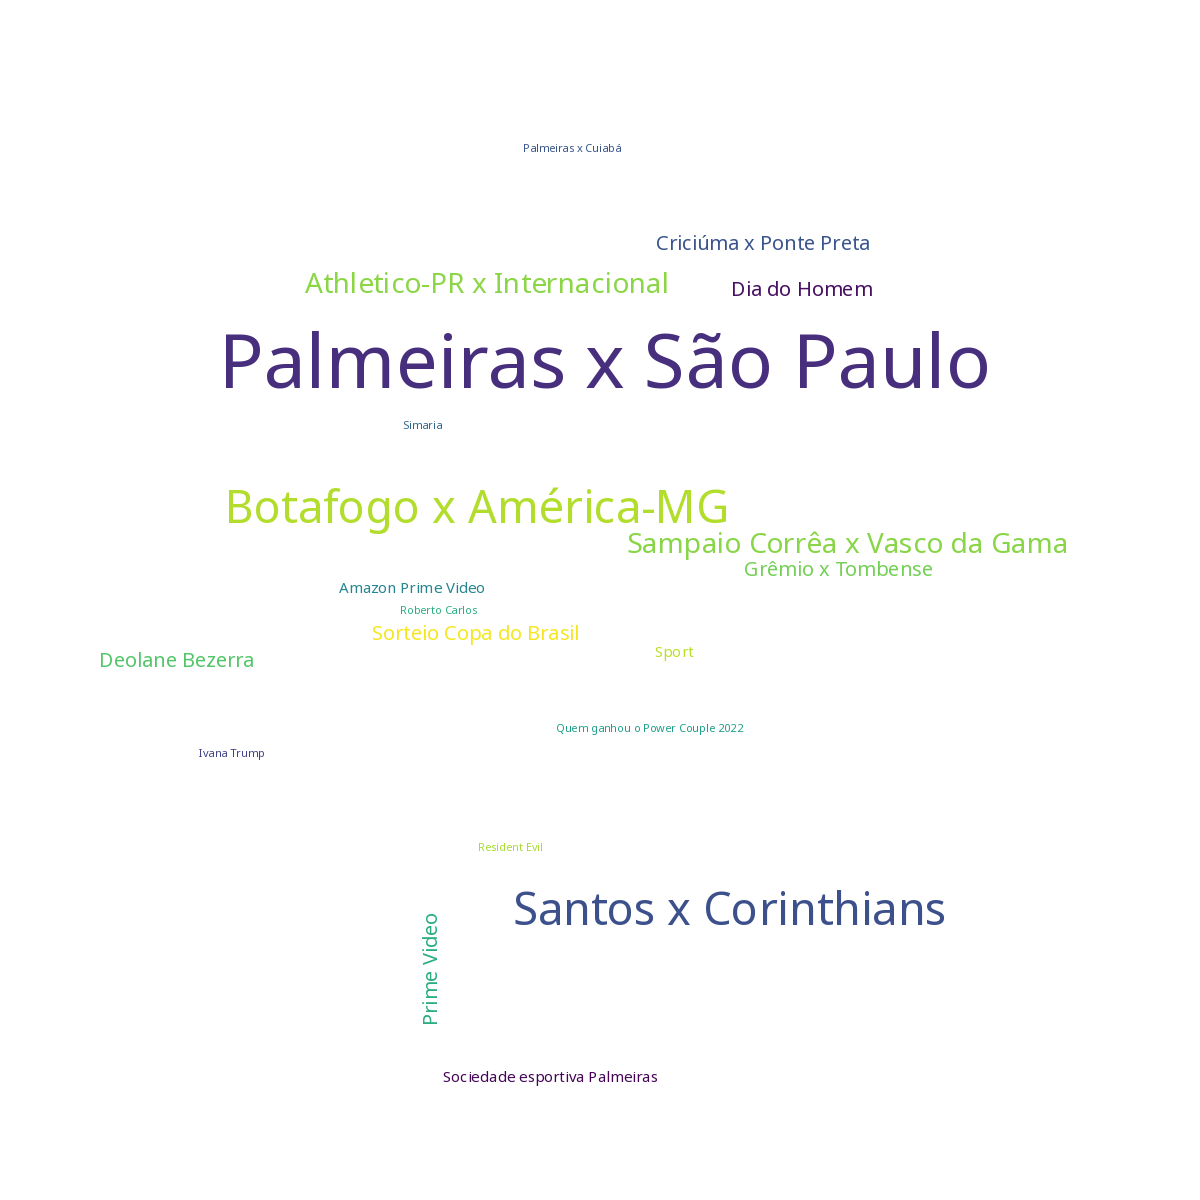 Palmeiras x Cuiabá
Criciúma x Ponte Preta
Athletico-PR x Internacional
Dia do Homem
Palmeiras x São Paulo
Simaria
Botafogo x América-MG
Sampaio Corrêa x Vasco da Gama
Grêmio x Tombense
Amazon Prime Video
Roberto Carlos
Sorteio Copa do Brasil
Sport
Deolane Bezerra
Quem ganhou o Power Couple 2022
Ivana Trump
Resident Evil
Santos x Corinthians
Prime Video
Sociedade esportiva Palmeiras